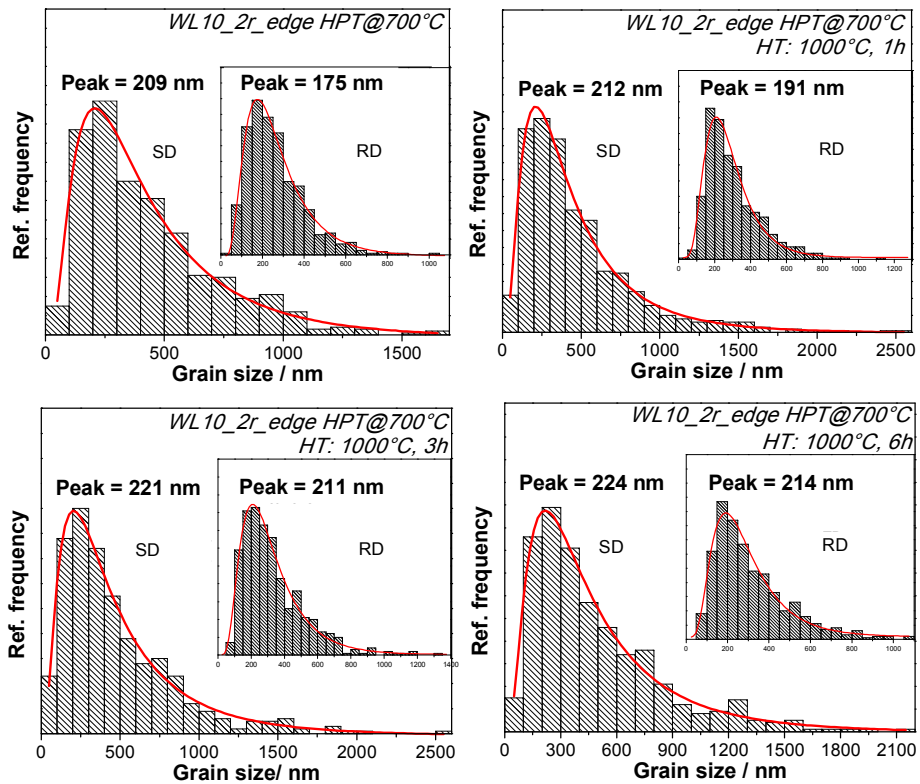 WL10_2r_edge HPT@700°C
Peak = 209 nm
Peak = 175 nm
SD
RD
Ref. frequency
0 200 400 600 800 1000
0 500 1000 1500
Grain size / nm
WL10_2r_edge HPT@700°C
HT: 1000°C, 1h
Peak = 212 nm
Peak = 191 nm
SD
RD
Ref. frequency
0 200 400 600 800 1000 1200
0 500 1000 1500 2000 2500
Grain size / nm
WL10_2r_edge HPT@700°C
HT: 1000°C, 3h
Peak = 221 nm
Peak = 211 nm
SD
RD
Ref. frequency
0 200 400 600 800 1000 1200 1400
0 500 1000 1500 2000 2500
Grain size/ nm
WL10_2r_edge HPT@700°C
HT: 1000°C, 6h
Peak = 224 nm
Peak = 214 nm
SD
RD
Ref. frequency
0 200 400 600 800 1000
0 300 600 900 1200 1500 1800 2100
Grain size / nm